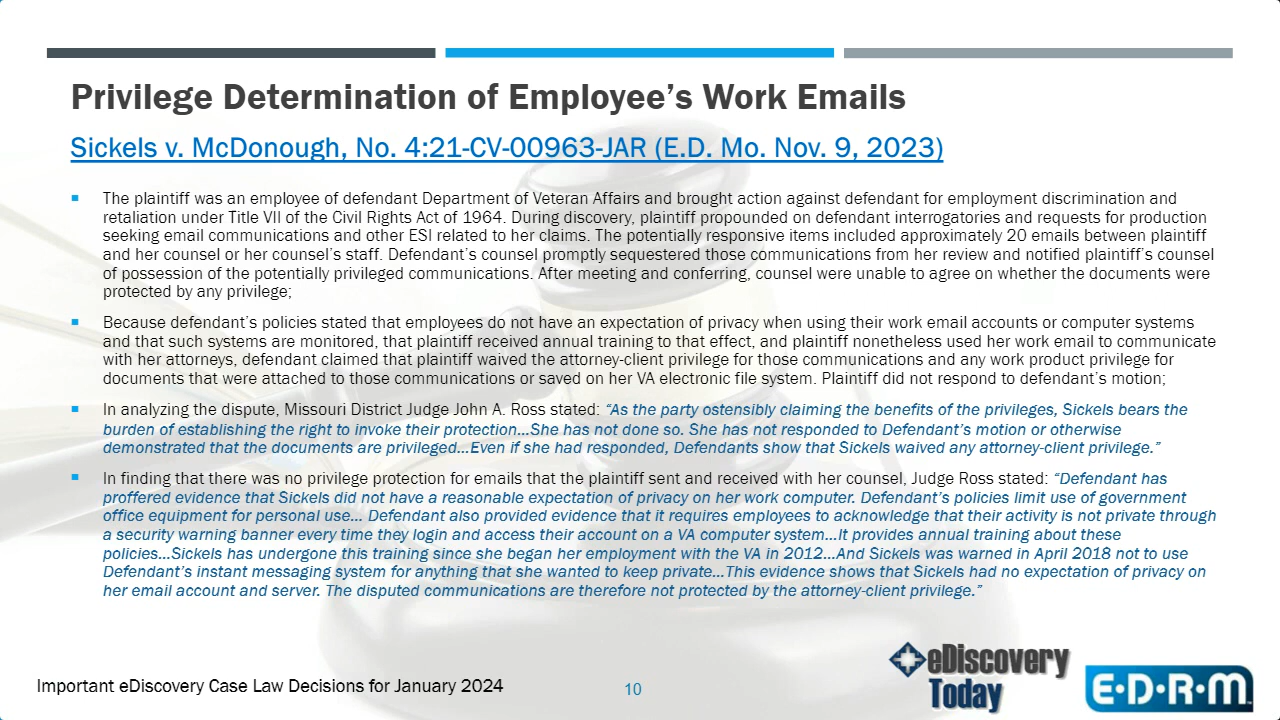 Privilege Determination of Employee’s Work Emails
Sickels v. McDonough, No. 4:21-CV-00963-JAR (E.D. Mo. Nov. 9, 2023)
The plaintiff was an employee of defendant Department of Veteran Affairs and brought action against defendant for employment discrimination and
retaliation under Title VII of the Civil Rights Act of 1964. During discovery, plaintiff propounded on defendant interrogatories and requests for production
seeking email communications and other ESI related to her claims. The potentially responsive items included approximately 20 emails between plaintiff
and her counsel or her counsel’s staff. Defendant’s counsel promptly sequestered those communications from her review and notified plaintiff’s counsel
of possession of the potentially privileged communications. After meeting and conferring, counsel were unable to agree on whether the documents were
protected by any privilege;
Because defendant’s policies stated that employees do not have an expectation of privacy when using their work email accounts or computer systems
and that such systems are monitored, that plaintiff received annual training to that effect, and plaintiff nonetheless used her work email to communicate
with her attorneys, defendant claimed that plaintiff waived the attorney-client privilege for those communications and any work product privilege for
documents that were attached to those communications or saved on her VA electronic file system. Plaintiff did not respond to defendant’s motion;
In analyzing the dispute, Missouri District Judge John A. Ross stated: “As the party ostensibly claiming the benefits of the privileges, Sickels bears the
burden of establishing the right to invoke their protection…She has not done so. She has not responded to Defendant’s motion or otherwise
demonstrated that the documents are privileged…Even if she had responded, Defendants show that Sickels waived any attorney-client privilege.”
In finding that there was no privilege protection for emails that the plaintiff sent and received with her counsel, Judge Ross stated: “Defendant has
proffered evidence that Sickels did not have a reasonable expectation of privacy on her work computer. Defendant’s policies limit use of government
office equipment for personal use… Defendant also provided evidence that it requires employees to acknowledge that their activity is not private through
a security warning banner every time they login and access their account on a VA computer system…It provides annual training about these
policies…Sickels has undergone this training since she began her employment with the VA in 2012…And Sickels was warned in April 2018 not to use
Defendant’s instant messaging system for anything that she wanted to keep private…This evidence shows that Sickels had no expectation of privacy on
her email account and server. The disputed communications are therefore not protected by the attorney-client privilege.”
Important eDiscovery Case Law Decisions for January 2024
10
eDiscovery
Today
E·D·R·M